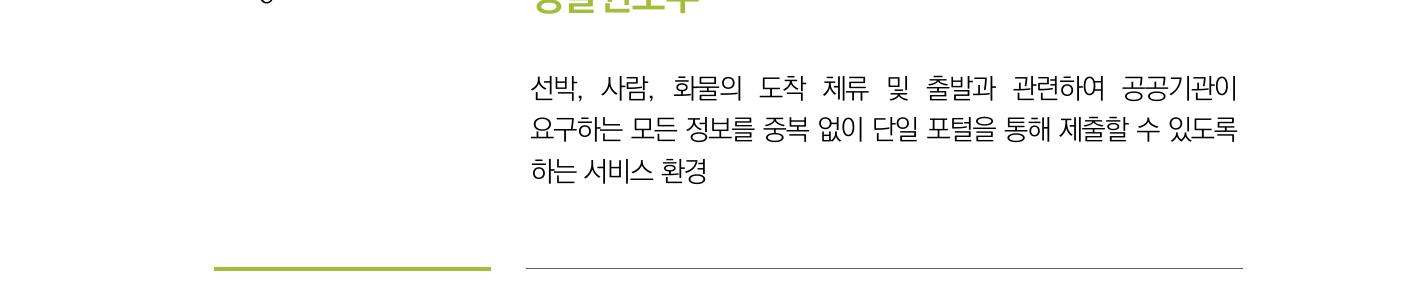 선박, 사람, 화물의 도착 체류 및 출발과 관련하여 공공기관이
요구하는 모든 정보를 중복 없이 단일 포털을 통해 제출할 수 있도록
하는 서비스 환경